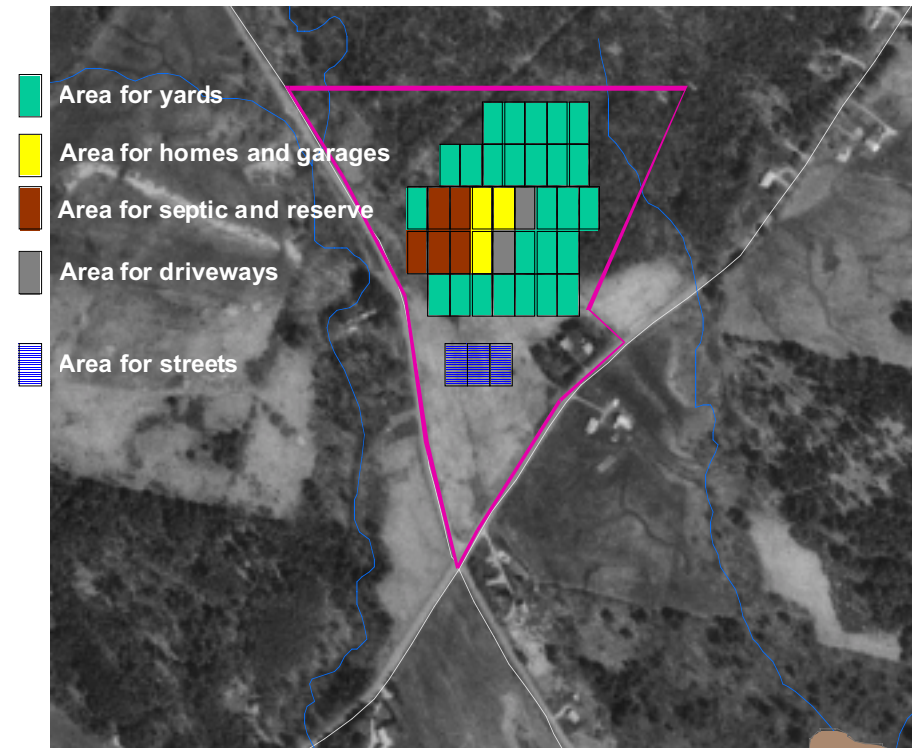 Area for yards
Area for homes and garages
Area for septic and reserve
Area for driveways
Area for streets